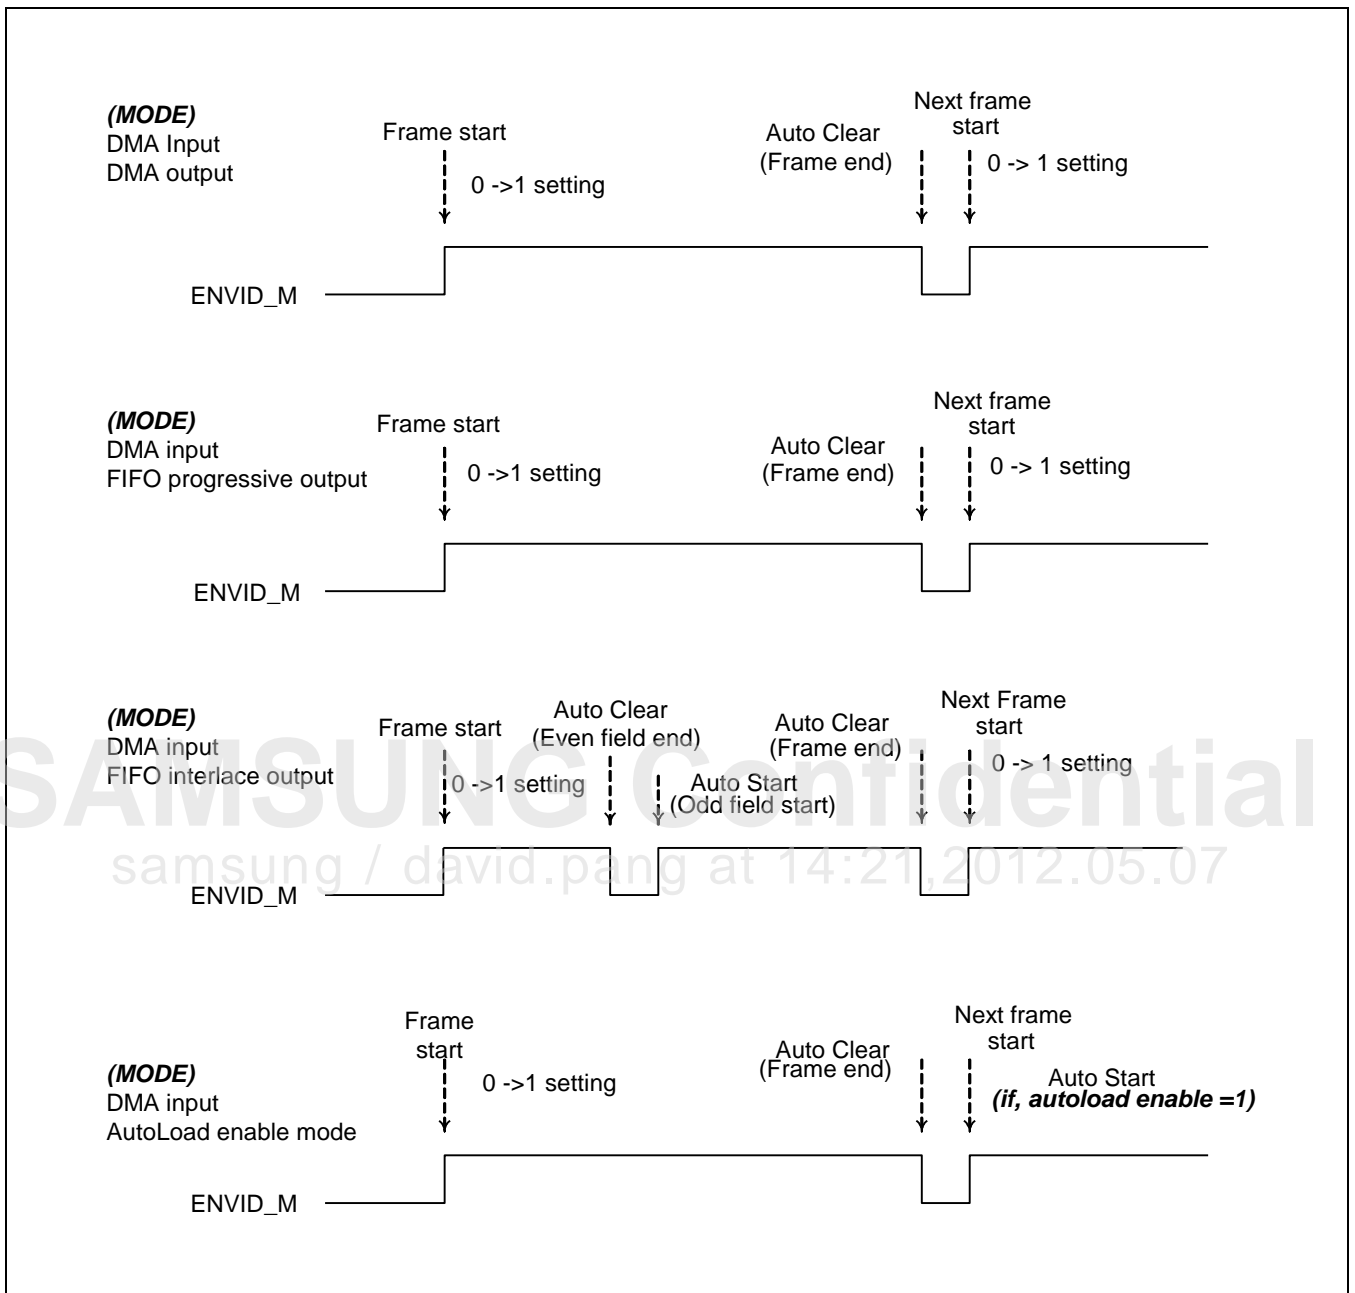 (MODE)
DMA Input
DMA output
Frame start
0 ->1 setting
Auto Clear
(Frame end)
Next frame
start
0 -> 1 setting
ENVID_M
(MODE)
DMA input
FIFO progressive output
Frame start
0 ->1 setting
Auto Clear
(Frame end)
Next frame
start
0 -> 1 setting
ENVID_M
(MODE)
DMA input
FIFO interlace output
Frame start
0 ->1 setting
Auto Clear
(Even field end)
Auto Start
(Odd field start)
Auto Clear
(Frame end)
Next Frame
start
0 -> 1 setting
SAMSUNG Confidential
samsung / david.pang at 14:21,2012.05.07
ENVID_M
(MODE)
DMA input
AutoLoad enable mode
Frame
start
0 ->1 setting
Auto Clear
(Frame end)
Next frame
start
Auto Start
(if, autoload enable =1)
ENVID_M